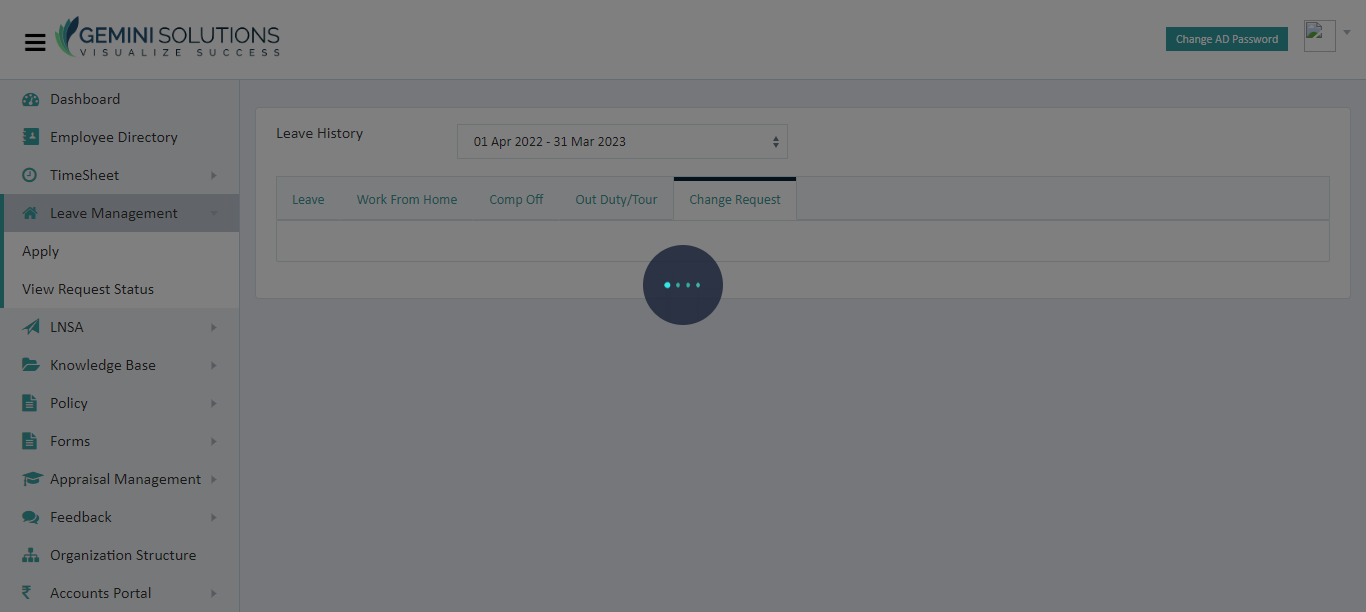 GEMINI SOLUTIONS
VISUALIZE SUCCESS
Change AD Password
Dashboard
Employee Directory
TimeSheet
Leave Management
Apply
View Request Status
LNSA
Knowledge Base
Policy
Forms
Appraisal Management
Feedback
Organization Structure
Accounts Portal
Leave History
01 Apr 2022 - 31 Mar 2023
Leave Work From Home Comp Off Out Duty/Tour Change Request